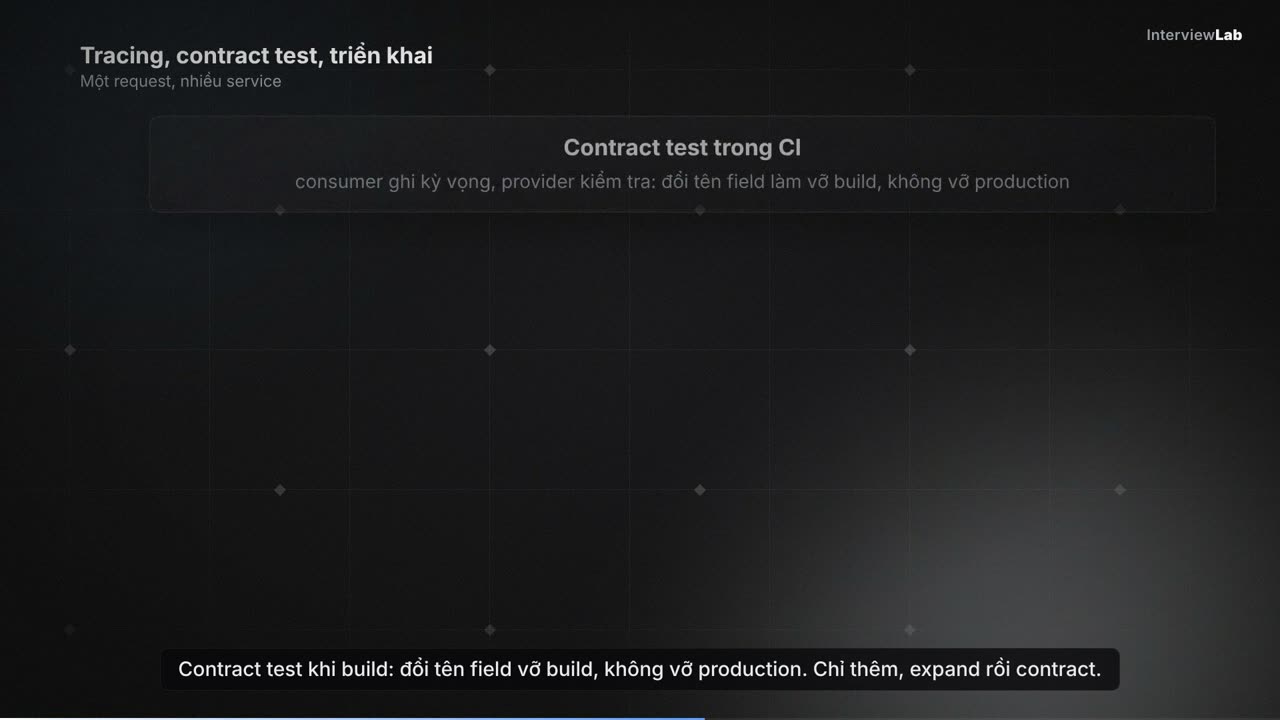 InterviewLab
Tracing, contract test, triển khai
Một request, nhiều service
Contract test trong CI
consumer ghi kỳ vọng, provider kiểm tra: đổi tên field làm vỡ build, không vỡ production
Contract test khi build: đổi tên field vỡ build, không vỡ production. Chỉ thêm, expand rồi contract.